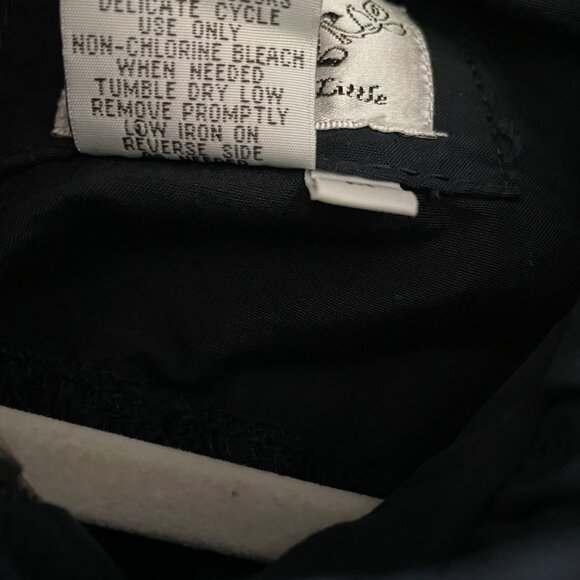 DELICATE CYCLE
USE ONLY
NON-CHLORINE BLEACH
WHEN NEEDED
TUMBLE DRY LOW
REMOVE PROMPTLY
LOW IRON ON
REVERSE SIDE
Little